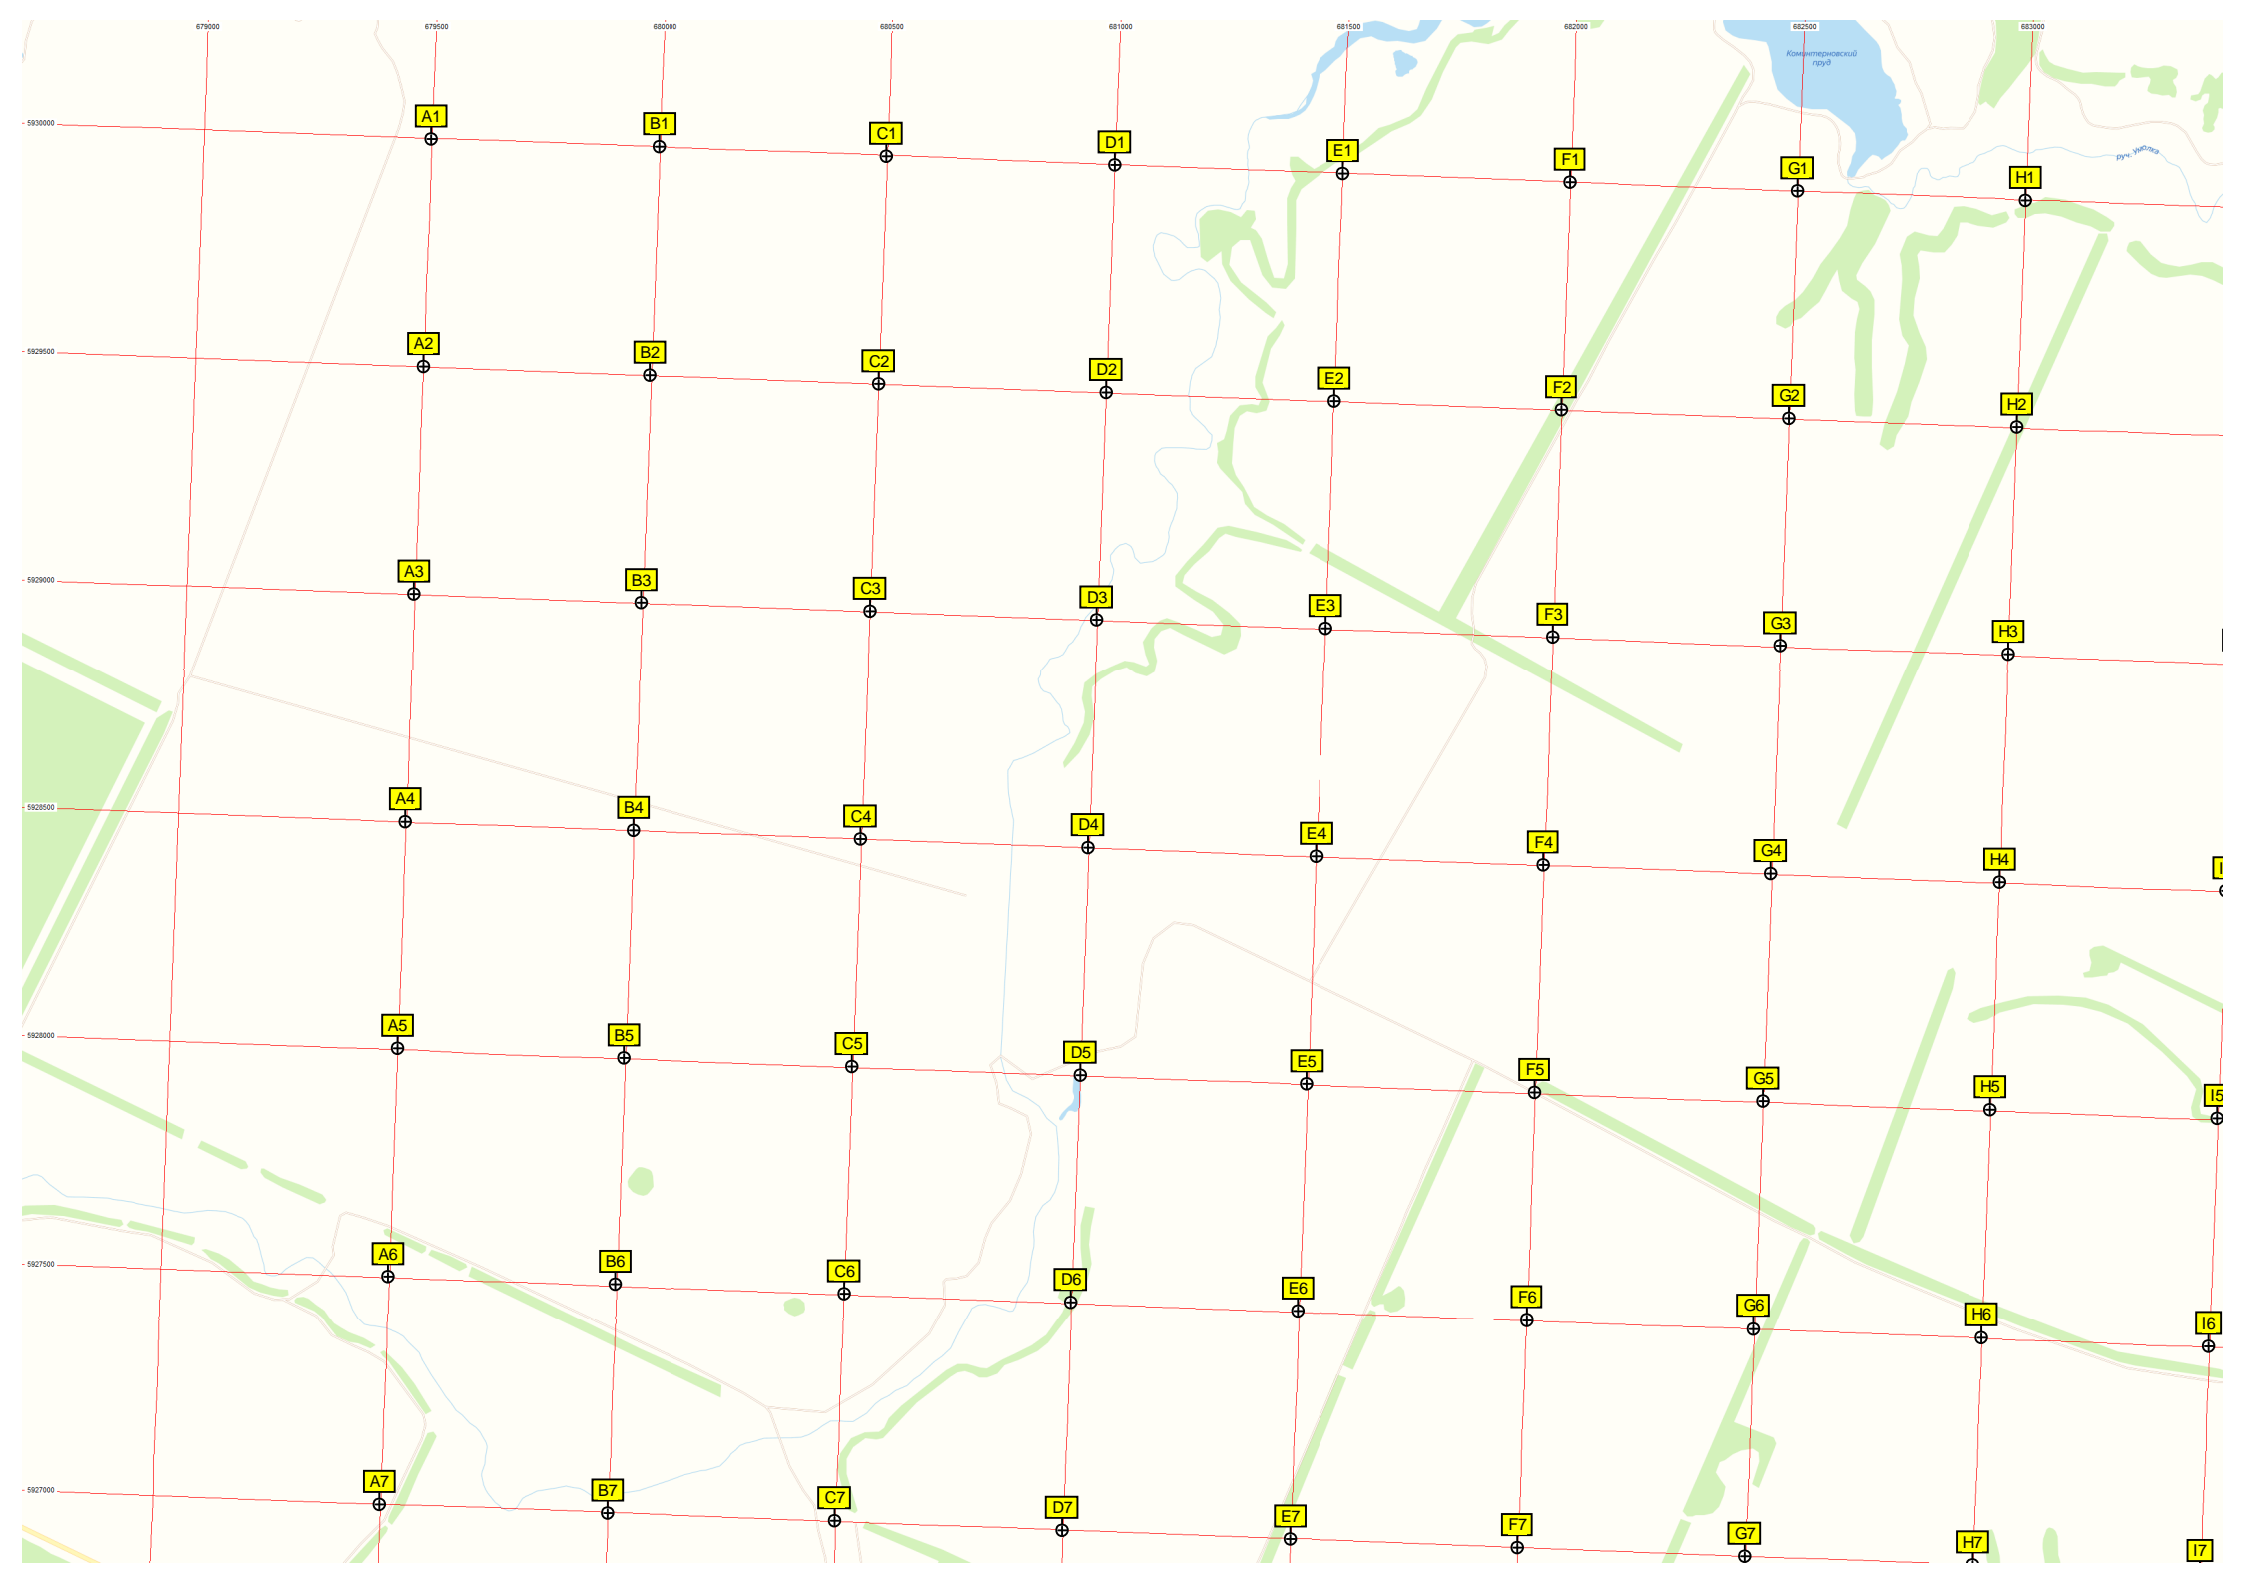 679000 679500 680000 680500 681000 681500 682000 682500 683000
Коминтерновский
пруд
5930000
A1 B1 C1 D1 E1 F1 G1 H1
руч. Умолка
5929500
A2 B2 C2 D2 E2 F2 G2 H2
5929000
A3 B3 C3 D3 E3 F3 G3 H3
5928500
A4 B4 C4 D4 E4 F4 G4 H4 I
5928000
A5 B5 C5 D5 E5 F5 G5 H5 I5
5927500
A6 B6 C6 D6 E6 F6 G6 H6 I6
5927000
A7 B7 C7 D7 E7 F7 G7 H7 I7